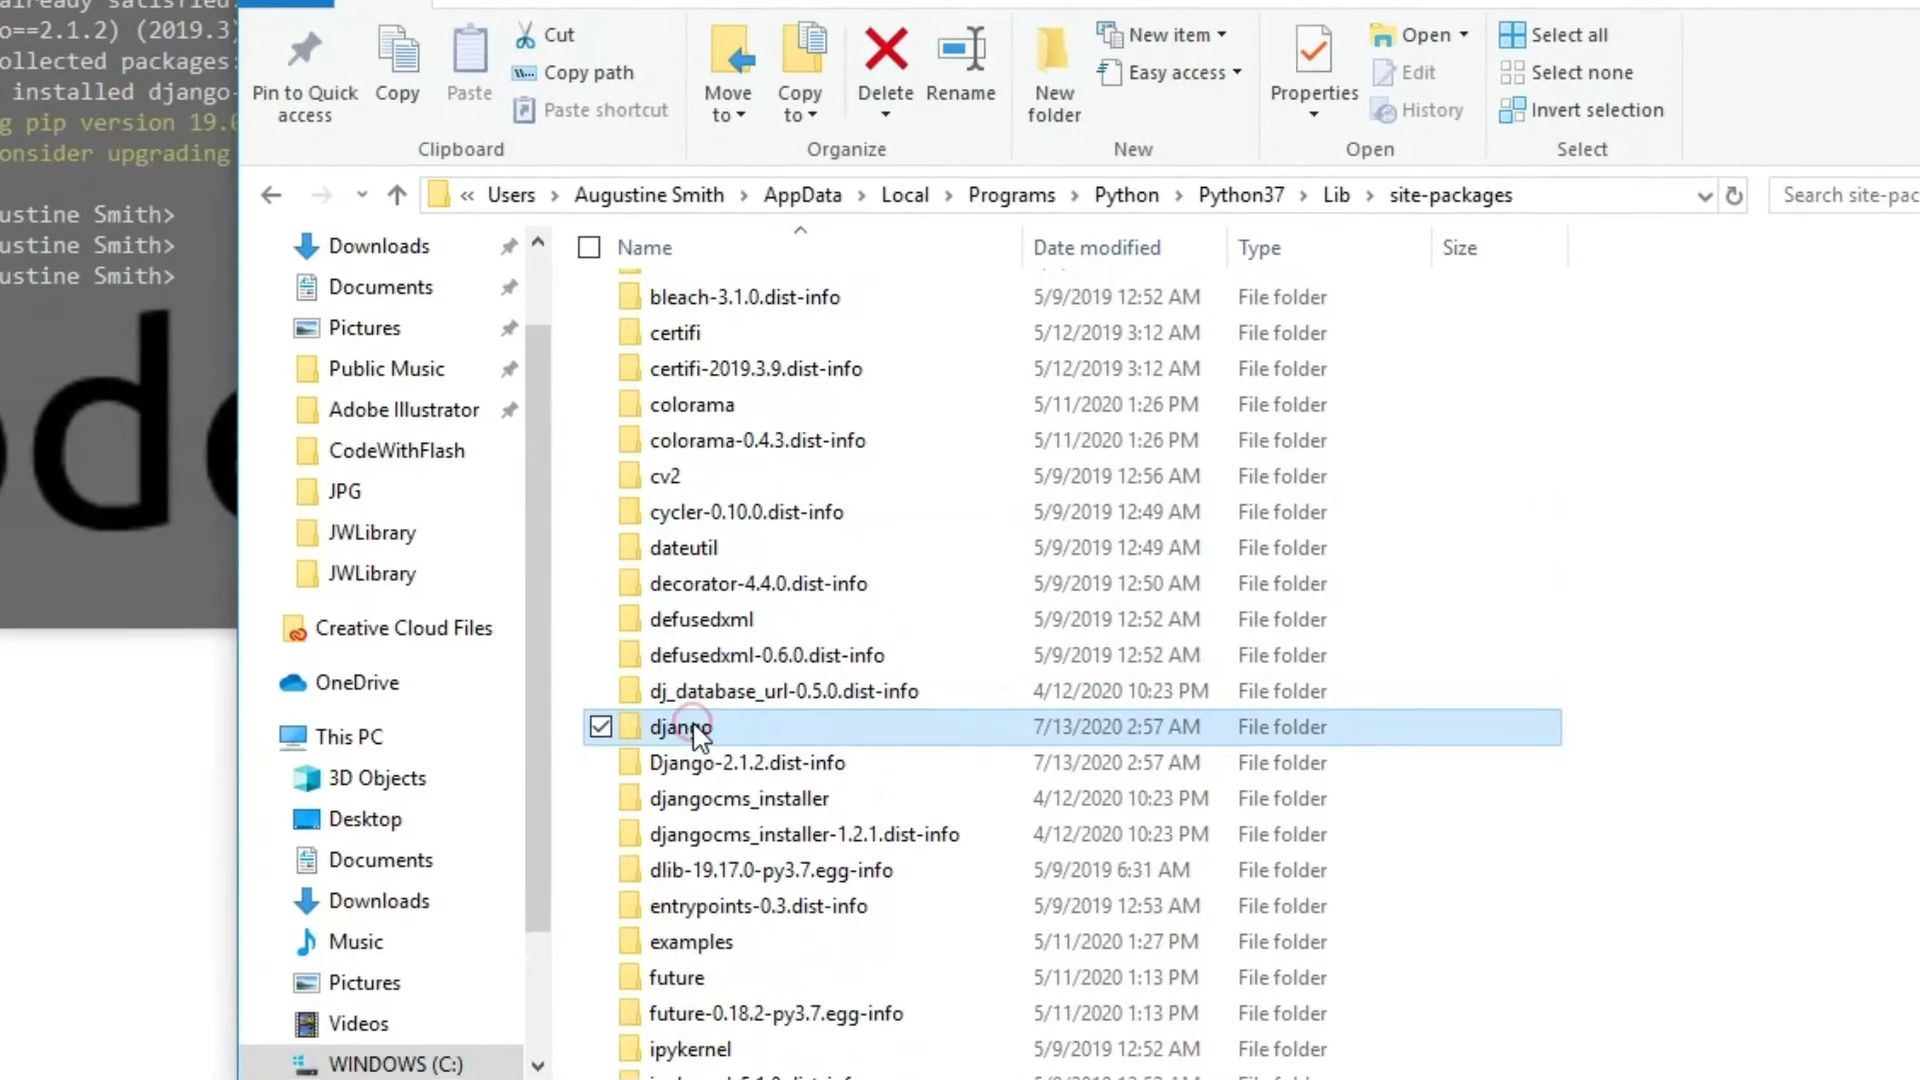 already satisfied
o==2.1.2) (2019.3)
ollected packages:
installed django-
g pip version 19.
onsider upgrading
ustine Smith>
ustine Smith>
ustine Smith>
ode
Pin to Quick access
Copy
Paste
Cut
Copy path
Paste shortcut
Clipboard
Move to
Copy to
Delete
Rename
Organize
New folder
New item
Easy access
New
Properties
Open
Edit
History
Open
Select all
Select none
Invert selection
Select
« Users > Augustine Smith > AppData > Local > Programs > Python > Python37 > Lib > site-packages
Search site-pac
Downloads
Documents
Pictures
Public Music
Adobe Illustrator
CodeWithFlash
JPG
JWLibrary
JWLibrary
Creative Cloud Files
OneDrive
This PC
3D Objects
Desktop
Documents
Downloads
Music
Pictures
Videos
WINDOWS (C:)
Name Date modified Type Size
bleach-3.1.0.dist-info 5/9/2019 12:52 AM File folder
certifi 5/12/2019 3:12 AM File folder
certifi-2019.3.9.dist-info 5/12/2019 3:12 AM File folder
colorama 5/11/2020 1:26 PM File folder
colorama-0.4.3.dist-info 5/11/2020 1:26 PM File folder
cv2 5/9/2019 12:56 AM File folder
cycler-0.10.0.dist-info 5/9/2019 12:49 AM File folder
dateutil 5/9/2019 12:49 AM File folder
decorator-4.4.0.dist-info 5/9/2019 12:50 AM File folder
defusedxml 5/9/2019 12:52 AM File folder
defusedxml-0.6.0.dist-info 5/9/2019 12:52 AM File folder
dj_database_url-0.5.0.dist-info 4/12/2020 10:23 PM File folder
django 7/13/2020 2:57 AM File folder
Django-2.1.2.dist-info 7/13/2020 2:57 AM File folder
djangocms_installer 4/12/2020 10:23 PM File folder
djangocms_installer-1.2.1.dist-info 4/12/2020 10:23 PM File folder
dlib-19.17.0-py3.7.egg-info 5/9/2019 6:31 AM File folder
entrypoints-0.3.dist-info 5/9/2019 12:53 AM File folder
examples 5/11/2020 1:27 PM File folder
future 5/11/2020 1:13 PM File folder
future-0.18.2-py3.7.egg-info 5/11/2020 1:13 PM File folder
ipykernel 5/9/2019 12:52 AM File folder